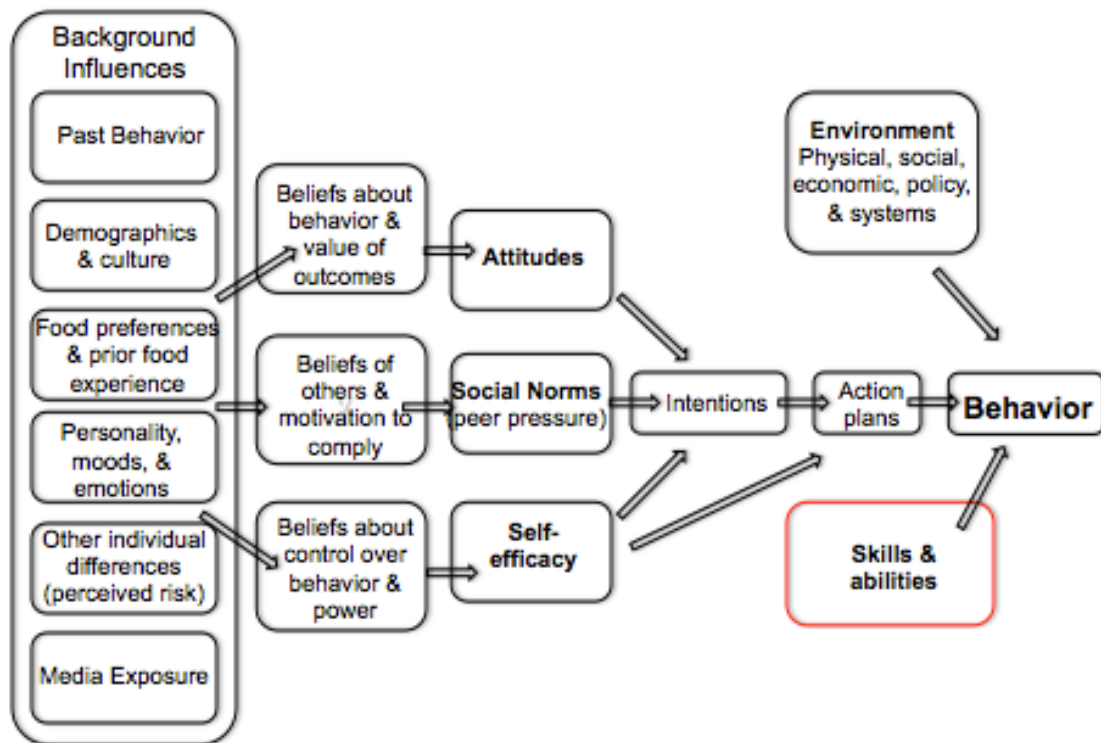 Background
Influences
Past Behavior
Demographics
& culture
Food preferences
& prior food
experience
Personality,
moods, &
emotions
Other individual
differences
(perceived risk)
Media Exposure
Beliefs about
behavior &
value of
outcomes
Beliefs of
others &
motivation to
comply
Beliefs about
control over
behavior &
power
Attitudes
Social Norms
(peer pressure)
Self-
efficacy
Intentions
Action
plans
Environment
Physical, social,
economic, policy,
& systems
Behavior
Skills &
abilities